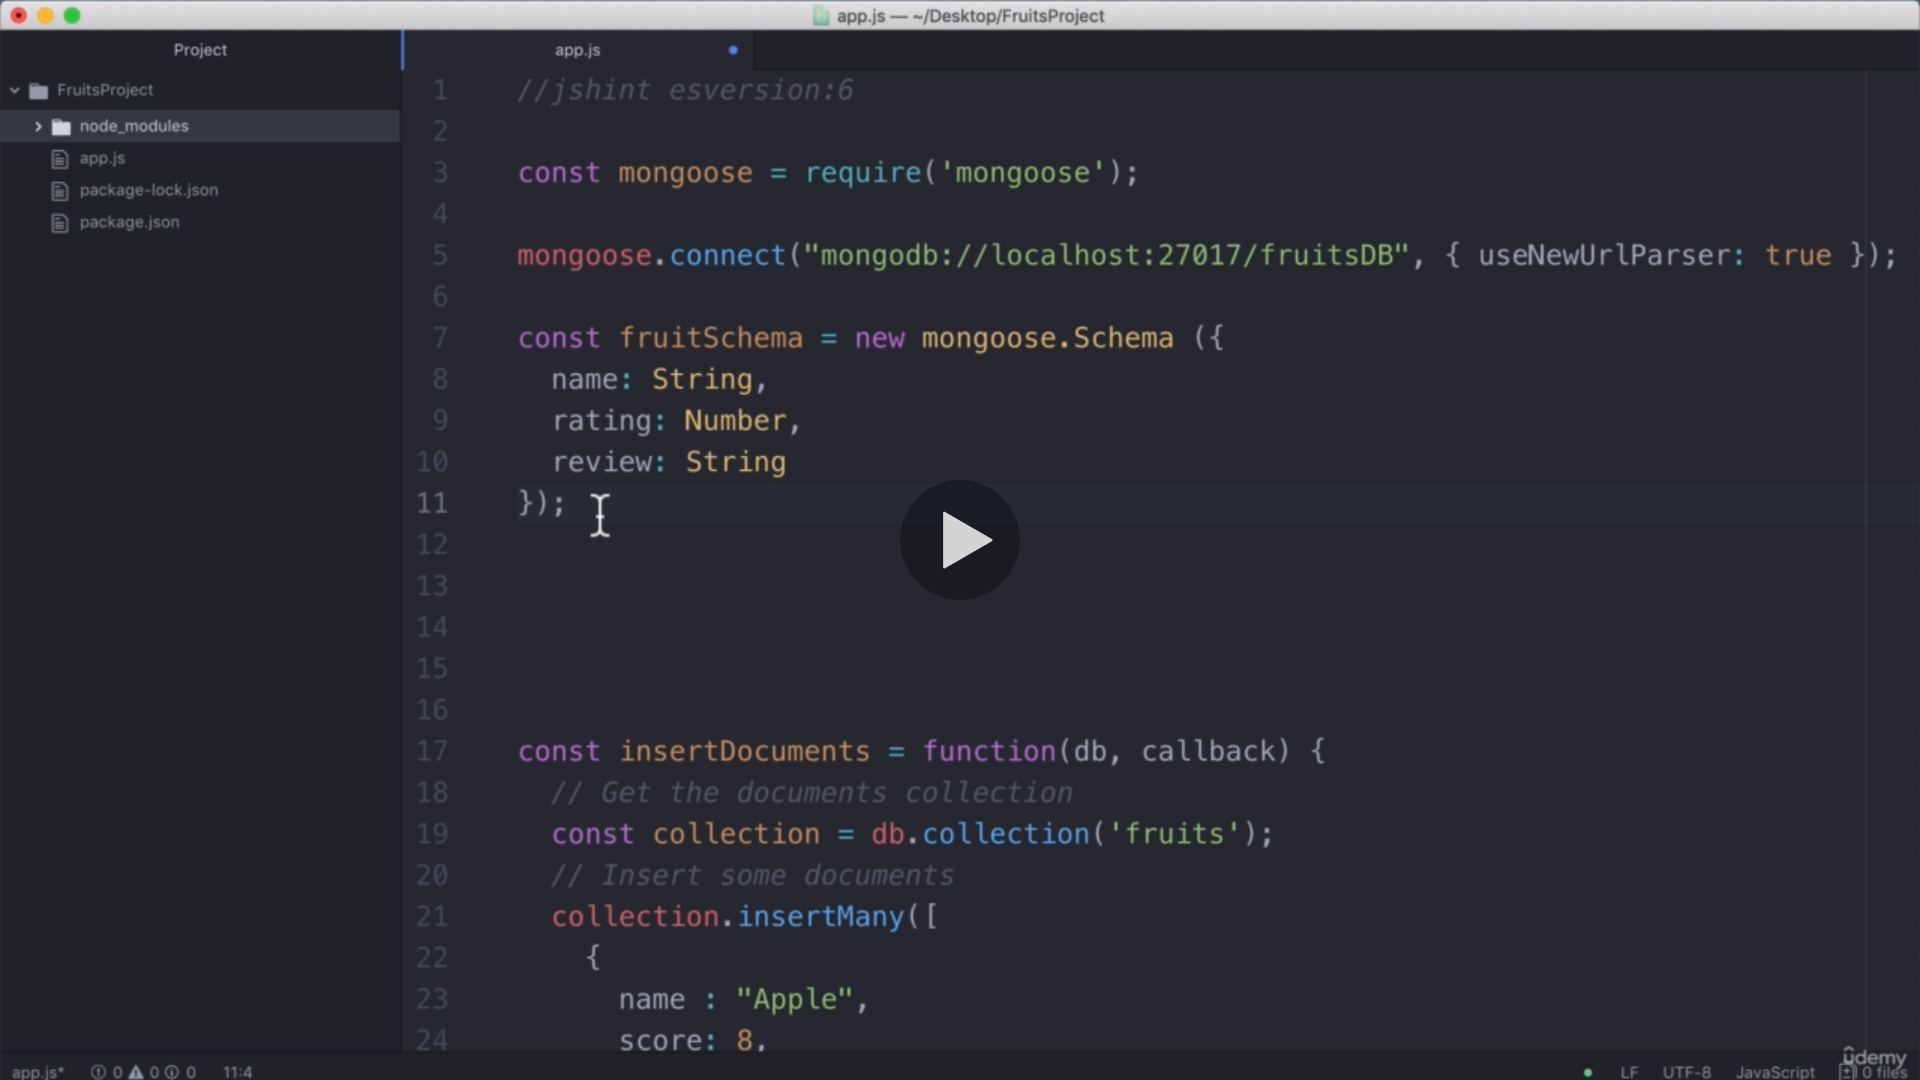 app.js — ~/Desktop/FruitsProject
Project
app.js
FruitsProject
node_modules
app.js
package-lock.json
package.json
1 //jshint esversion:6
2
3 const mongoose = require('mongoose');
4
5 mongoose.connect("mongodb://localhost:27017/fruitsDB", { useNewUrlParser: true });
6
7 const fruitSchema = new mongoose.Schema ({
8 name: String,
9 rating: Number,
10 review: String
11 });
12
13
14
15
16
17 const insertDocuments = function(db, callback) {
18 // Get the documents collection
19 const collection = db.collection('fruits');
20 // Insert some documents
21 collection.insertMany([
22 {
23 name : "Apple",
24 score: 8,
app.js* 0 0 0 11:4 LF UTF-8 JavaScript 0 files
ûdemy